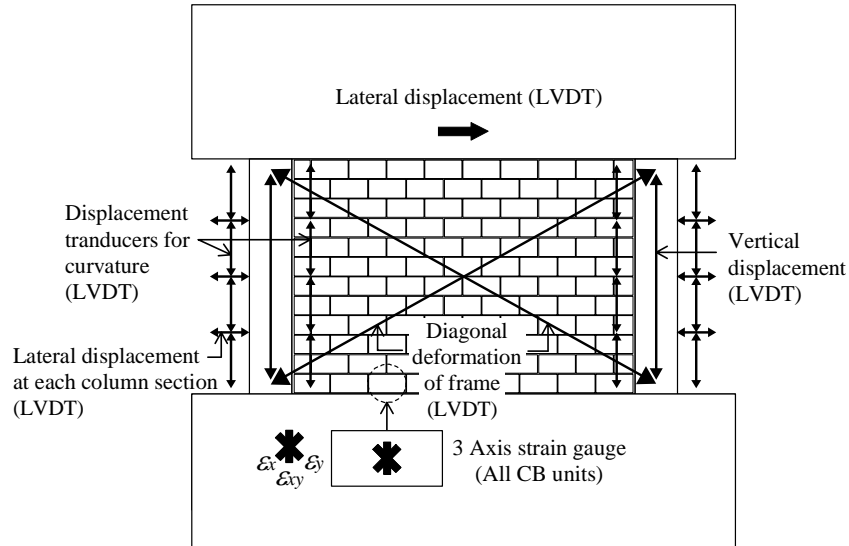 Lateral displacement (LVDT)
Displacement
tranducers for
curvature
(LVDT)
Vertical
displacement
(LVDT)
Lateral displacement
at each column section
(LVDT)
Diagonal
deformation
of frame
(LVDT)
3 Axis strain gauge
(All CB units)
εx εy
εxy